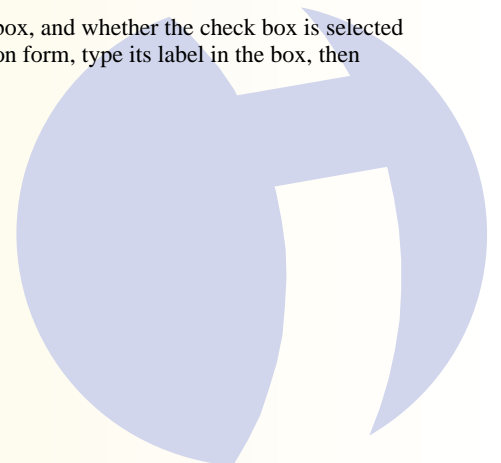 box, and whether the check box is selected
on form, type its label in the box, then